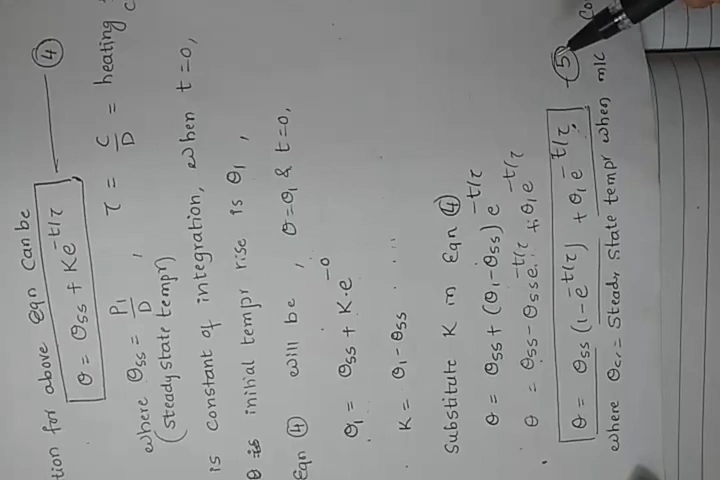 tion for above Eqn can be
θ = θss + Ke^-t/τ ④
where θss = P1/D , τ = C/D = heating
(steady state tempr)
is constant of integration, when t=0,
θ is initial tempr rise is θ1 ,
Eqn ④ will be , θ=θ1 & t=0,
θ1 = θss + K.e^-0
K = θ1 - θss
Substitute K in Eqn ④
θ = θss + (θ1-θss) e^-t/τ
θ = θss - θss e^-t/τ + θ1 e^-t/τ
θ = θss (1-e^-t/τ) + θ1 e^-t/τ - ⑤
where θss = Steady state tempr when m/c